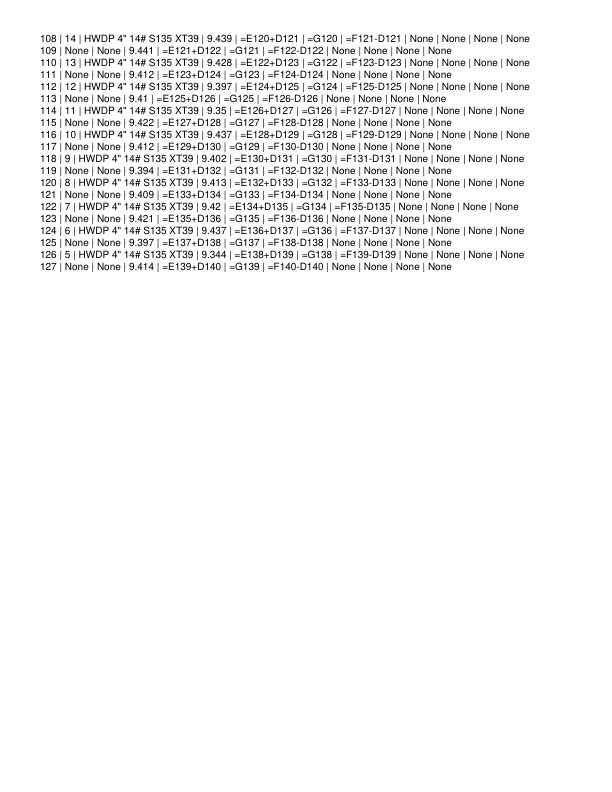 108 | 14 | HWDP 4" 14# S135 XT39 | 9.439 | =E120+D121 | =G120 | =F121-D121 | None | None | None | None
109 | None | None | 9.441 | =E121+D122 | =G121 | =F122-D122 | None | None | None | None
110 | 13 | HWDP 4" 14# S135 XT39 | 9.428 | =E122+D123 | =G122 | =F123-D123 | None | None | None | None
111 | None | None | 9.412 | =E123+D124 | =G123 | =F124-D124 | None | None | None | None
112 | 12 | HWDP 4" 14# S135 XT39 | 9.397 | =E124+D125 | =G124 | =F125-D125 | None | None | None | None
113 | None | None | 9.41 | =E125+D126 | =G125 | =F126-D126 | None | None | None | None
114 | 11 | HWDP 4" 14# S135 XT39 | 9.35 | =E126+D127 | =G126 | =F127-D127 | None | None | None | None
115 | None | None | 9.422 | =E127+D128 | =G127 | =F128-D128 | None | None | None | None
116 | 10 | HWDP 4" 14# S135 XT39 | 9.437 | =E128+D129 | =G128 | =F129-D129 | None | None | None | None
117 | None | None | 9.412 | =E129+D130 | =G129 | =F130-D130 | None | None | None | None
118 | 9 | HWDP 4" 14# S135 XT39 | 9.402 | =E130+D131 | =G130 | =F131-D131 | None | None | None | None
119 | None | None | 9.394 | =E131+D132 | =G131 | =F132-D132 | None | None | None | None
120 | 8 | HWDP 4" 14# S135 XT39 | 9.413 | =E132+D133 | =G132 | =F133-D133 | None | None | None | None
121 | None | None | 9.409 | =E133+D134 | =G133 | =F134-D134 | None | None | None | None
122 | 7 | HWDP 4" 14# S135 XT39 | 9.42 | =E134+D135 | =G134 | =F135-D135 | None | None | None | None
123 | None | None | 9.421 | =E135+D136 | =G135 | =F136-D136 | None | None | None | None
124 | 6 | HWDP 4" 14# S135 XT39 | 9.437 | =E136+D137 | =G136 | =F137-D137 | None | None | None | None
125 | None | None | 9.397 | =E137+D138 | =G137 | =F138-D138 | None | None | None | None
126 | 5 | HWDP 4" 14# S135 XT39 | 9.344 | =E138+D139 | =G138 | =F139-D139 | None | None | None | None
127 | None | None | 9.414 | =E139+D140 | =G139 | =F140-D140 | None | None | None | None